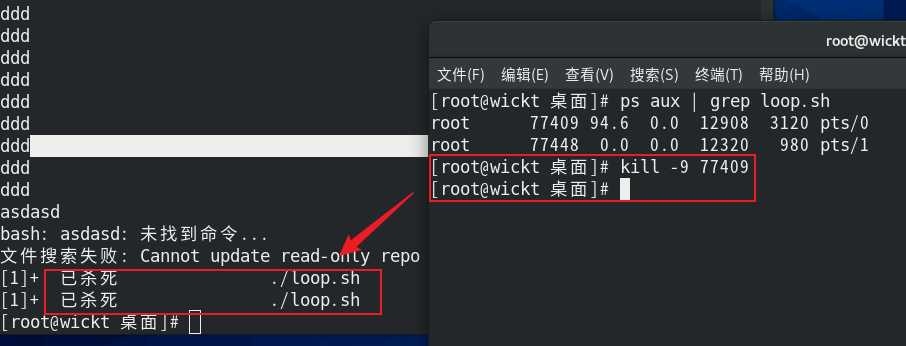 ddd
ddd
ddd
ddd
ddd
ddd
ddd
ddd
ddd
asdasd
bash: asdasd: 未找到命令...
文件搜索失败: Cannot update read-only repo
[1]+ 已杀死 ./loop.sh
[1]+ 已杀死 ./loop.sh
[root@wickt 桌面]#
root@wickt
文件(F) 编辑(E) 查看(V) 搜索(S) 终端(T) 帮助(H)
[root@wickt 桌面]# ps aux | grep loop.sh
root 77409 94.6 0.0 12908 3120 pts/0
root 77448 0.0 0.0 12320 980 pts/1
[root@wickt 桌面]# kill -9 77409
[root@wickt 桌面]#